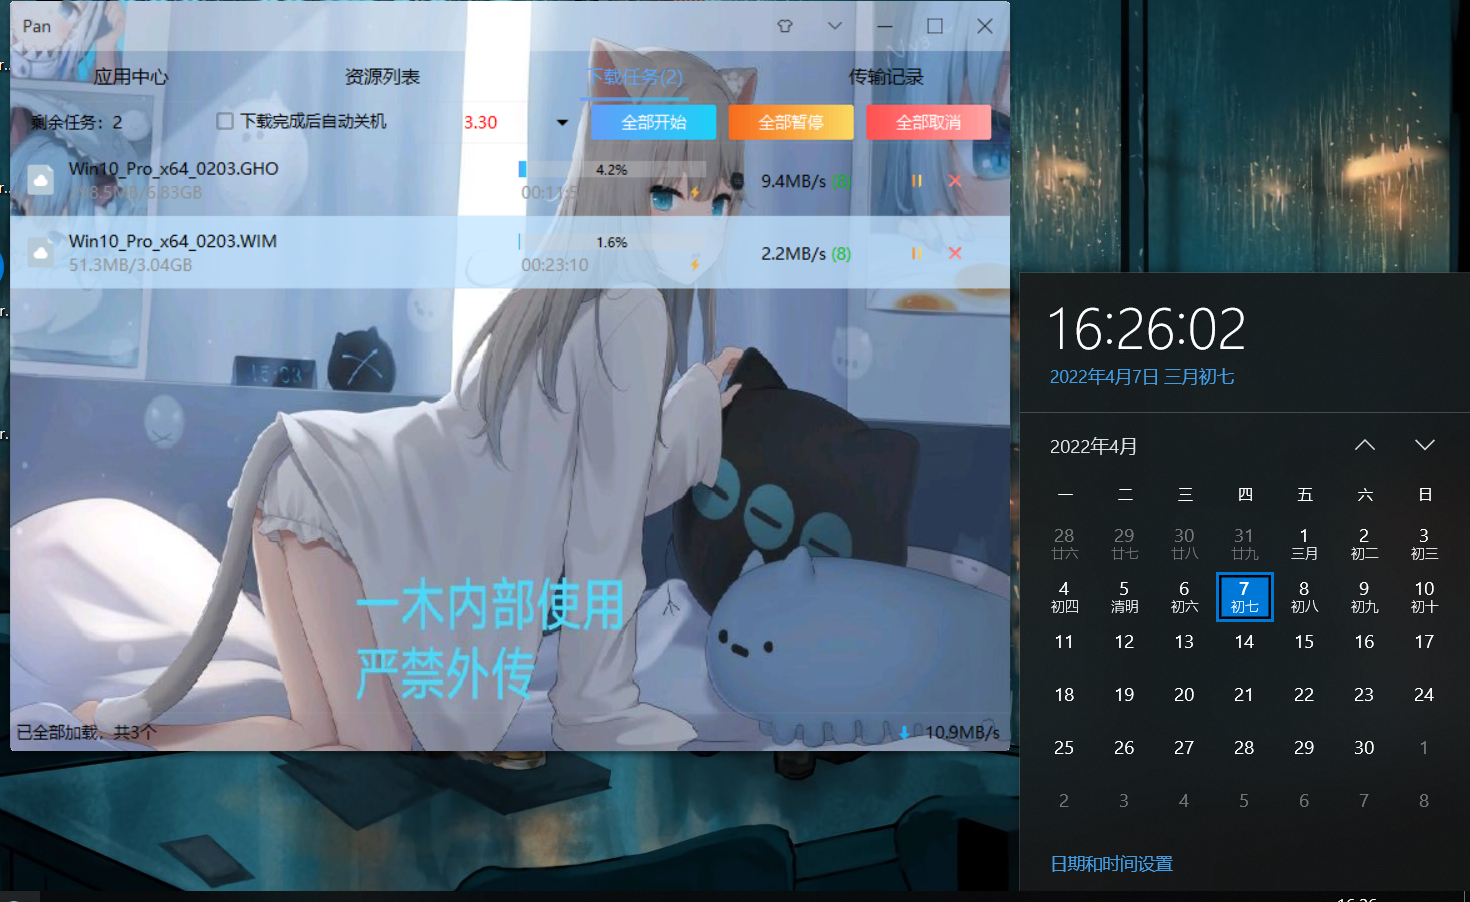 Pan
应用中心 资源列表 下载任务(2) 传输记录
剩余任务：2 下载完成后自动关机 3.30 全部开始 全部暂停 全部取消
Win10_Pro_x64_0203.GHO 4.2% 9.4MB/s (8)
Win10_Pro_x64_0203.WIM 1.6% 2.2MB/s (8)
51.3MB/3.04GB 00:23:10
一木内部使用
严禁外传
已全部加载，共3个 10.9MB/s
16:26:02
2022年4月7日 三月初七
2022年4月
一 二 三 四 五 六 日
28 29 30 31 1 2 3
廿六 廿七 廿八 廿九 三月 初二 初三
4 5 6 7 8 9 10
初四 清明 初六 初七 初八 初九 初十
11 12 13 14 15 16 17
18 19 20 21 22 23 24
25 26 27 28 29 30 1
2 3 4 5 6 7 8
日期和时间设置